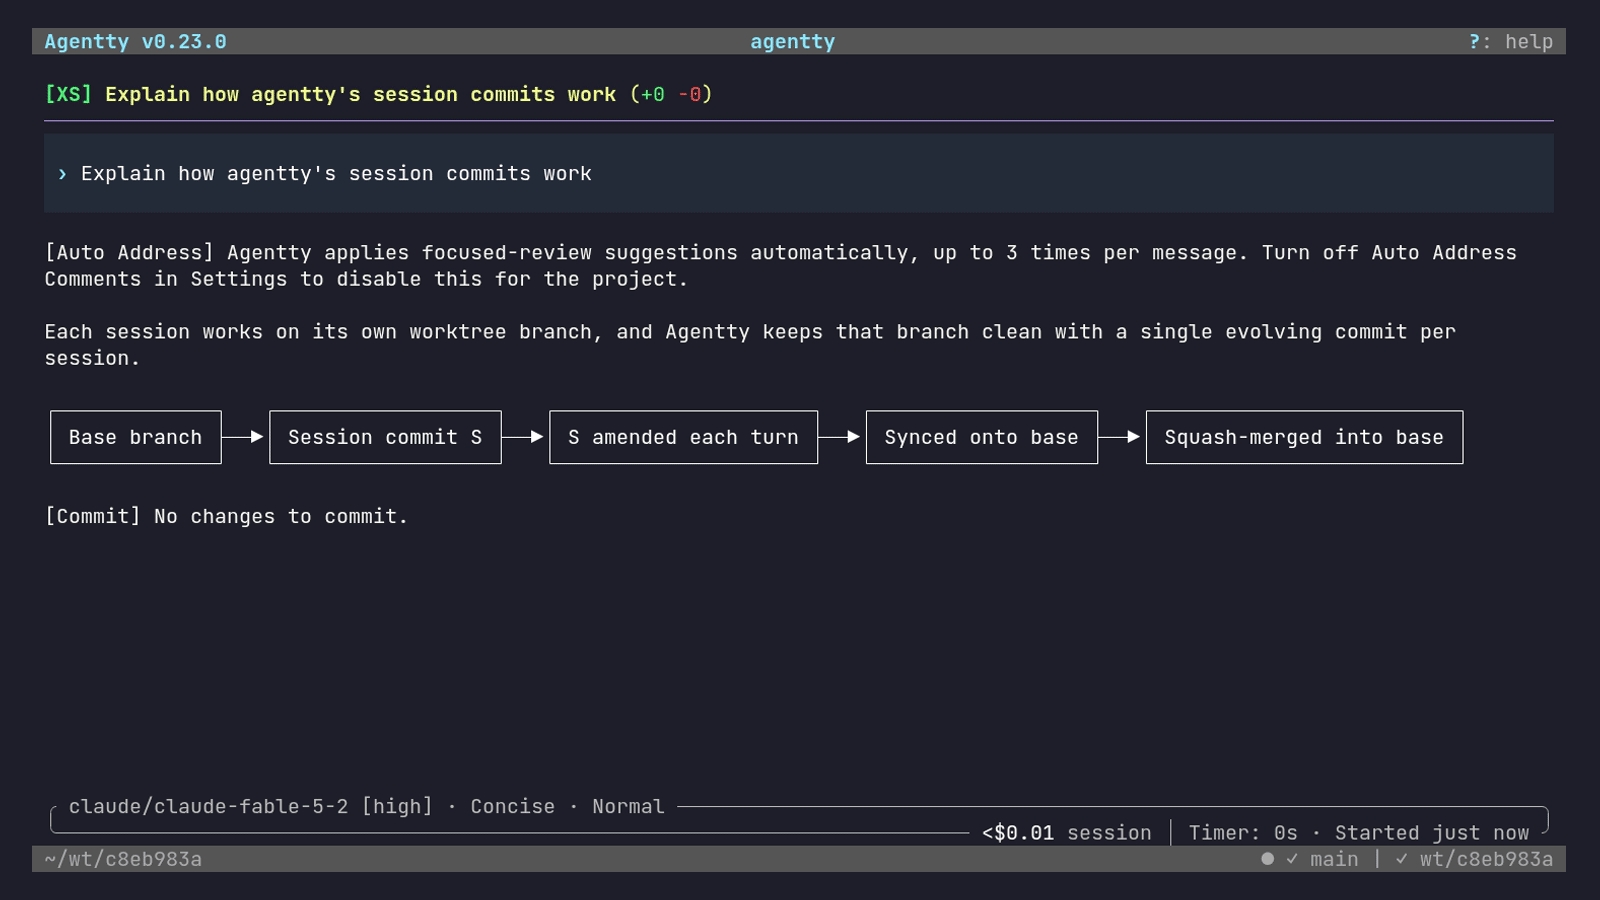 Agentty v0.23.0 agentty ?: help
[XS] Explain how agentty's session commits work (+0 -0)
› Explain how agentty's session commits work
[Auto Address] Agentty applies focused-review suggestions automatically, up to 3 times per message. Turn off Auto Address
Comments in Settings to disable this for the project.
Each session works on its own worktree branch, and Agentty keeps that branch clean with a single evolving commit per
session.
Base branch Session commit S S amended each turn Synced onto base Squash-merged into base
[Commit] No changes to commit.
claude/claude-fable-5-2 [high] · Concise · Normal
<$0.01 session │ Timer: 0s · Started just now
~/wt/c8eb983a ● ✓ main | ✓ wt/c8eb983a